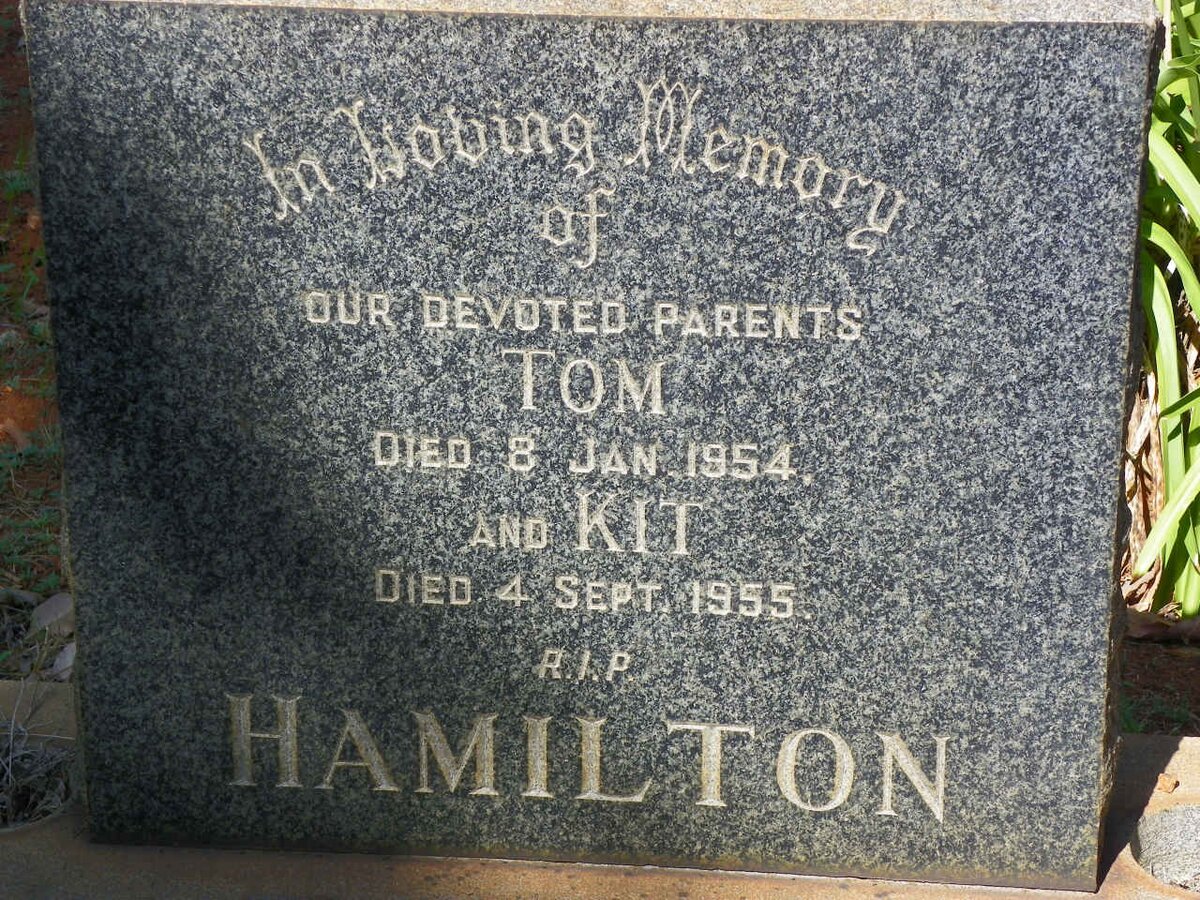 In Loving Memory
of
OUR DEVOTED PARENTS
TOM
DIED 8 JAN 1954,
AND KIT
DIED 4 SEPT. 1955.
R.I.P
HAMILTON